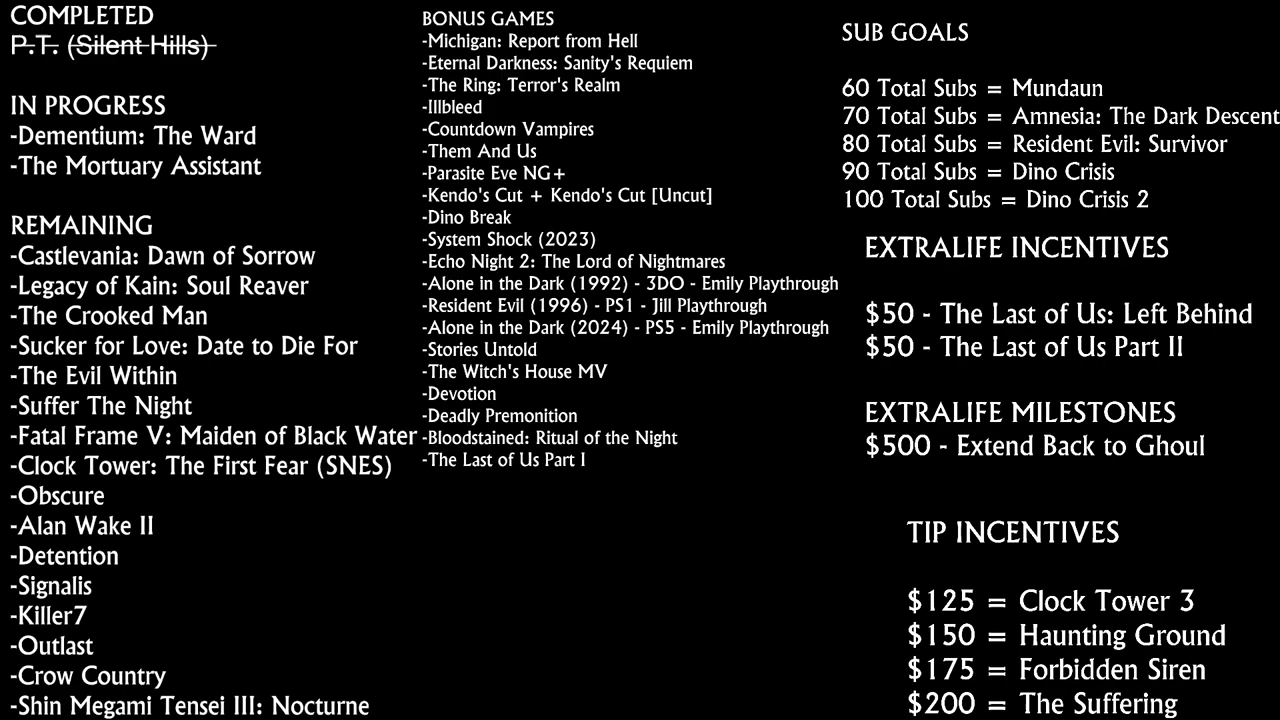 COMPLETED
P.T. (Silent Hills)
IN PROGRESS
-Dementium: The Ward
-The Mortuary Assistant
REMAINING
-Castlevania: Dawn of Sorrow
-Legacy of Kain: Soul Reaver
-The Crooked Man
-Sucker for Love: Date to Die For
-The Evil Within
-Suffer The Night
-Fatal Frame V: Maiden of Black Water
-Clock Tower: The First Fear (SNES)
-Obscure
-Alan Wake II
-Detention
-Signalis
-Killer7
-Outlast
-Crow Country
-Shin Megami Tensei III: Nocturne
BONUS GAMES
-Michigan: Report from Hell
-Eternal Darkness: Sanity's Requiem
-The Ring: Terror's Realm
-Illbleed
-Countdown Vampires
-Them And Us
-Parasite Eve NG+
-Kendo's Cut + Kendo's Cut [Uncut]
-Dino Break
-System Shock (2023)
-Echo Night 2: The Lord of Nightmares
-Alone in the Dark (1992) - 3DO - Emily Playthrough
-Resident Evil (1996) - PS1 - Jill Playthrough
-Alone in the Dark (2024) - PS5 - Emily Playthrough
-Stories Untold
-The Witch's House MV
-Devotion
-Deadly Premonition
-Bloodstained: Ritual of the Night
-The Last of Us Part I
SUB GOALS
60 Total Subs = Mundaun
70 Total Subs = Amnesia: The Dark Descent
80 Total Subs = Resident Evil: Survivor
90 Total Subs = Dino Crisis
100 Total Subs = Dino Crisis 2
EXTRALIFE INCENTIVES
$50 - The Last of Us: Left Behind
$50 - The Last of Us Part II
EXTRALIFE MILESTONES
$500 - Extend Back to Ghoul
TIP INCENTIVES
$125 = Clock Tower 3
$150 = Haunting Ground
$175 = Forbidden Siren
$200 = The Suffering